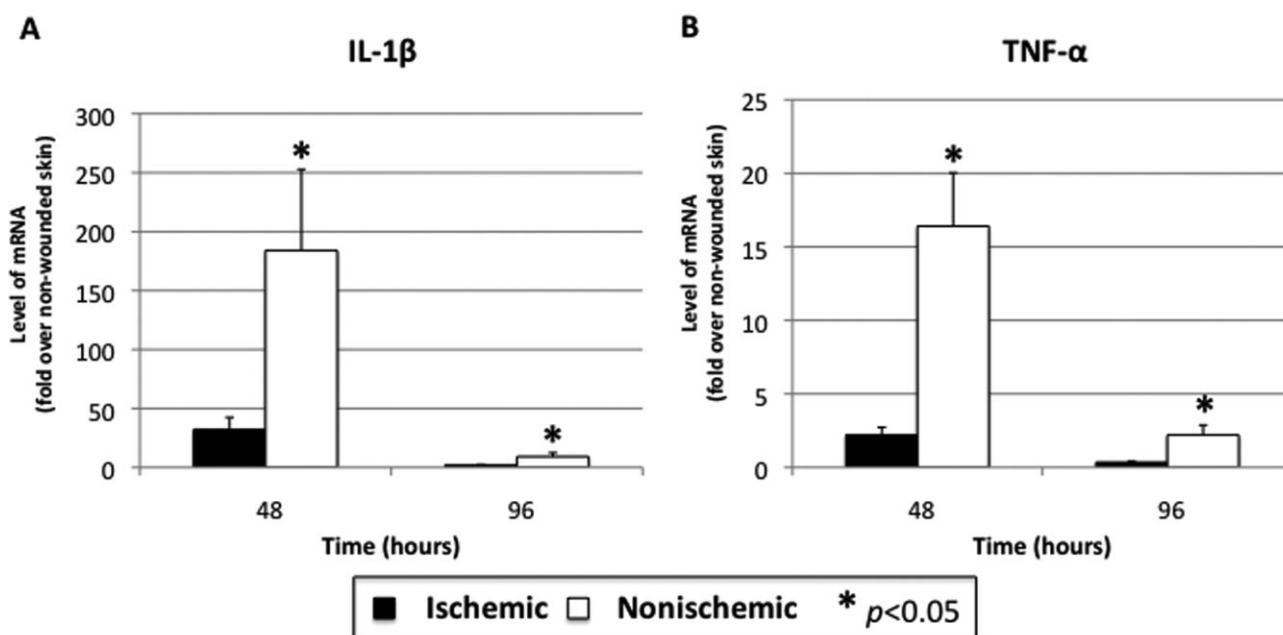 A
IL-1β
Level of mRNA
(fold over non-wounded skin)
300
250
200
150
100
50
0
*
*
48
96
Time (hours)
B
TNF-α
Level of mRNA
(fold over non-wounded skin)
25
20
15
10
5
0
*
*
48
96
Time (hours)
Ischemic Nonischemic * p<0.05